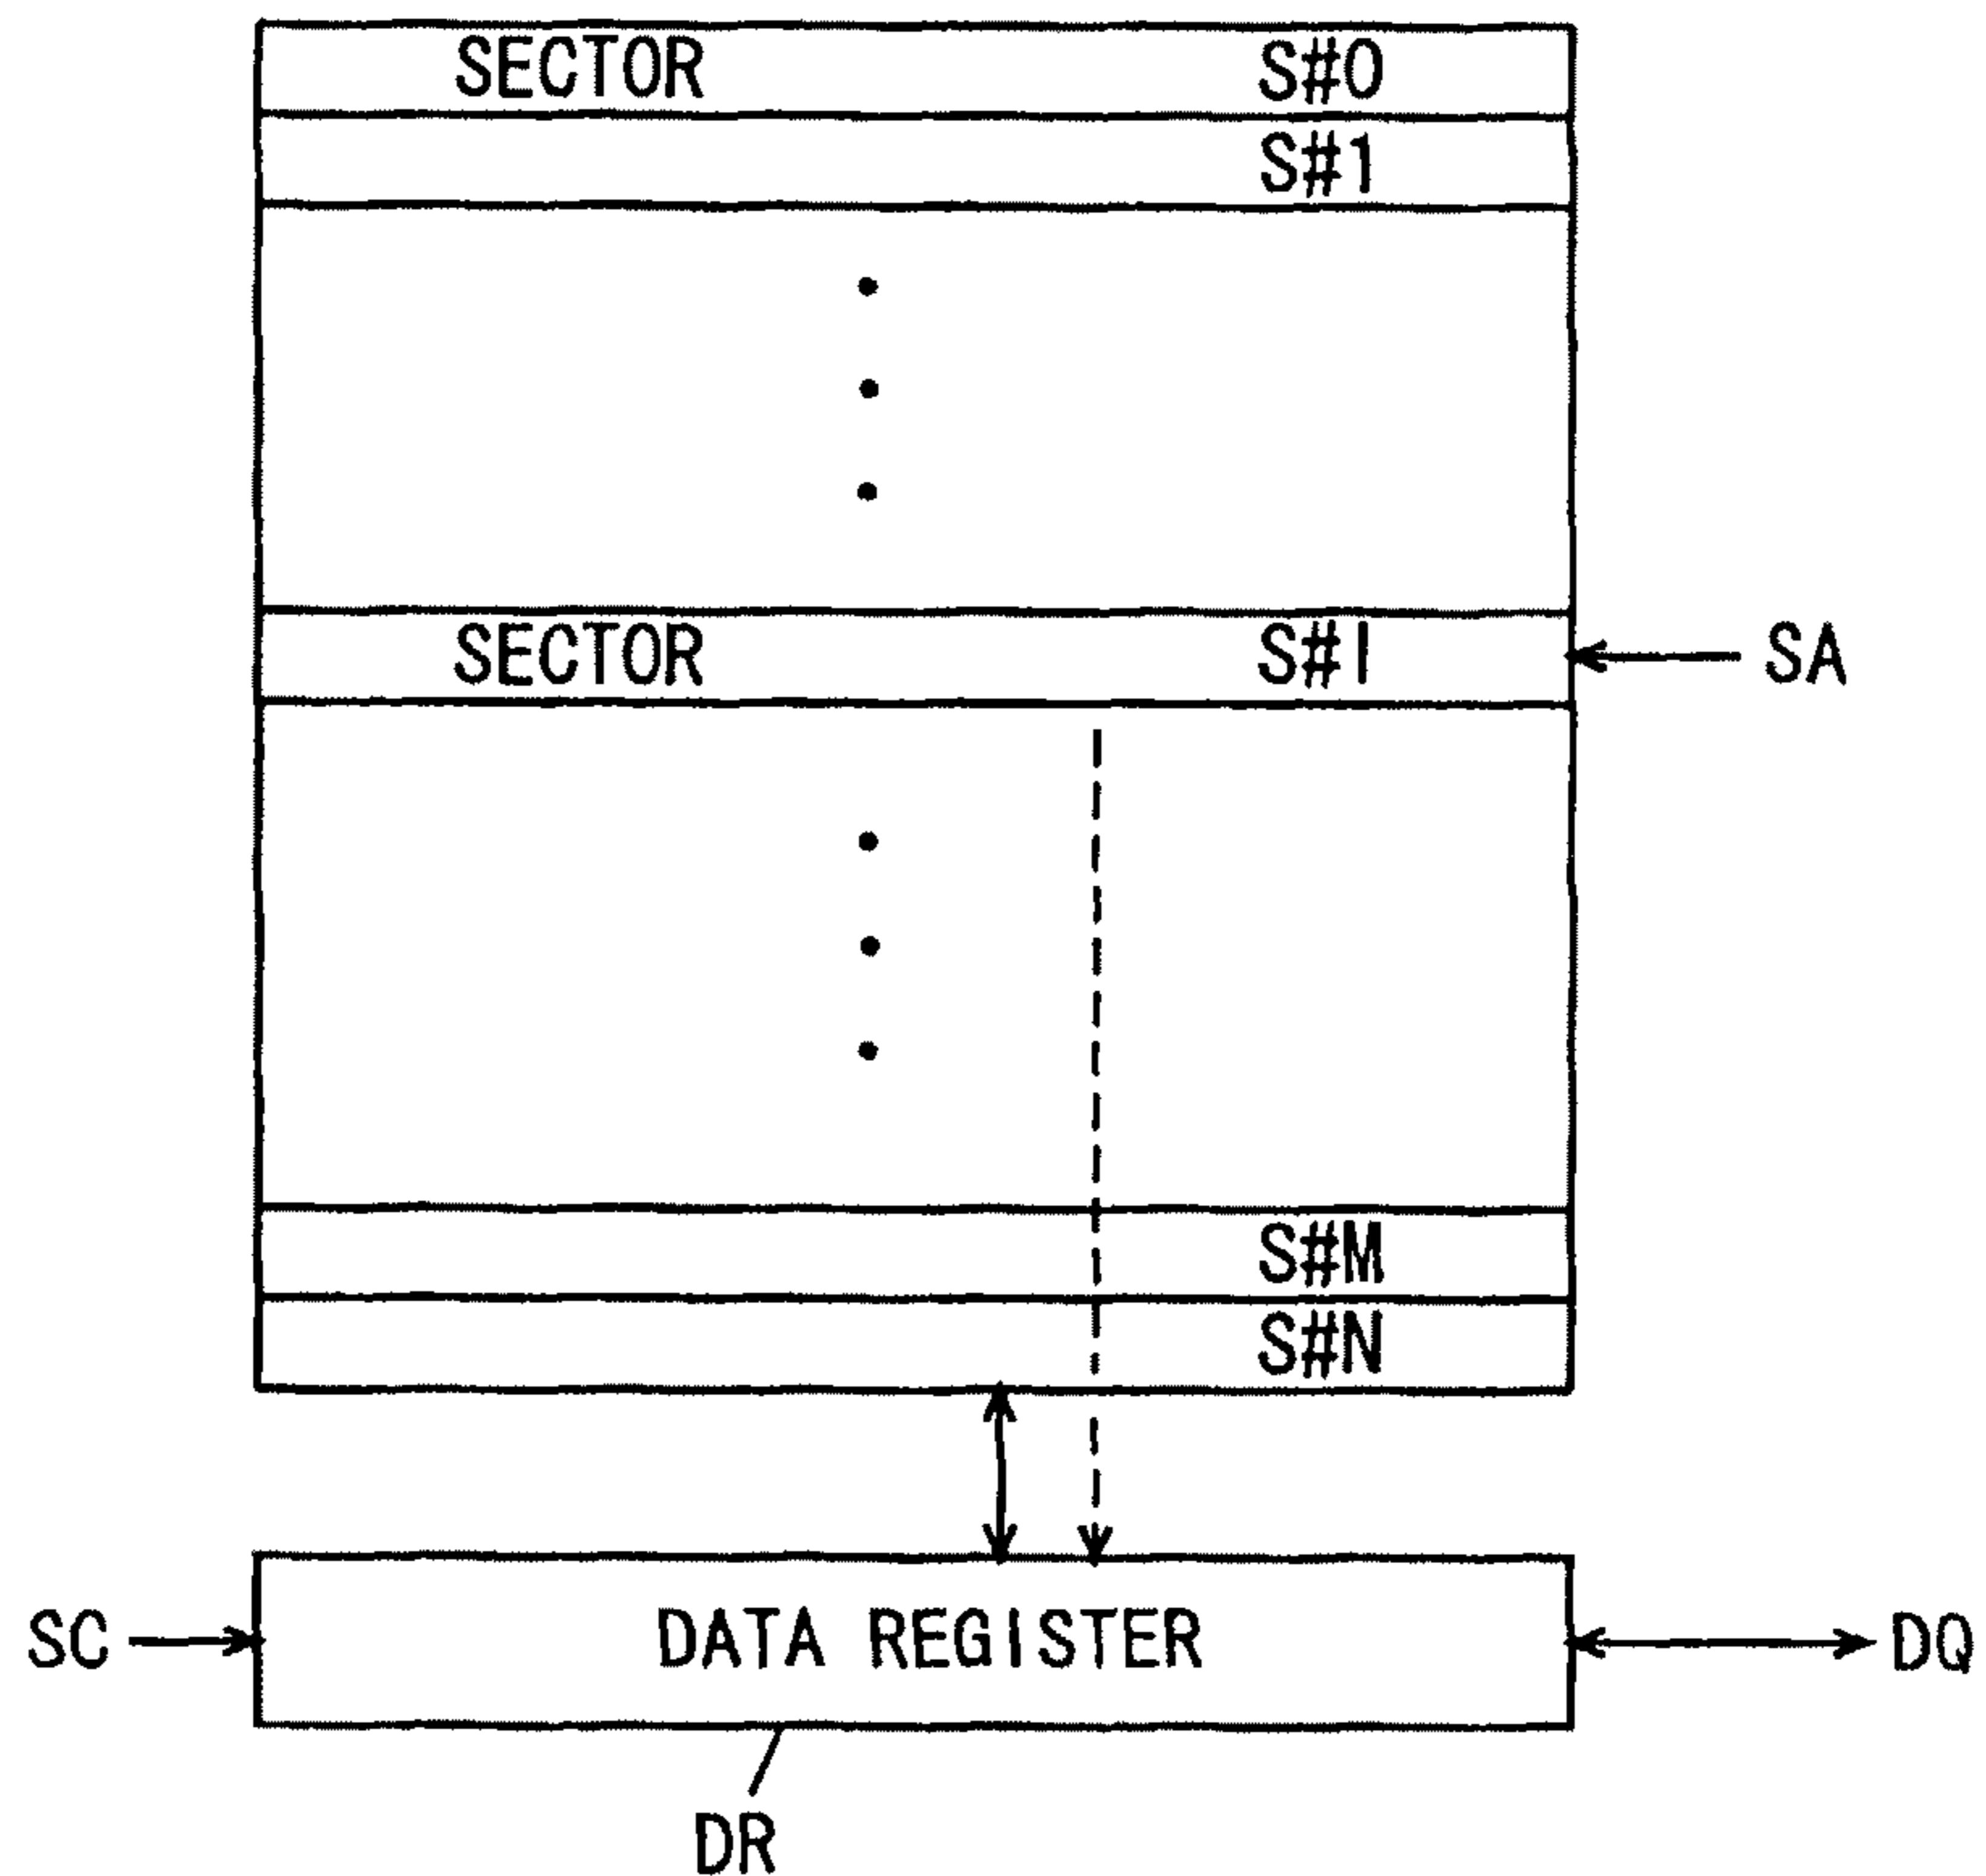 SECTOR S#0
S#1
SECTOR S#I
SA
S#M
S#N
SC
DATA REGISTER
DQ
DR